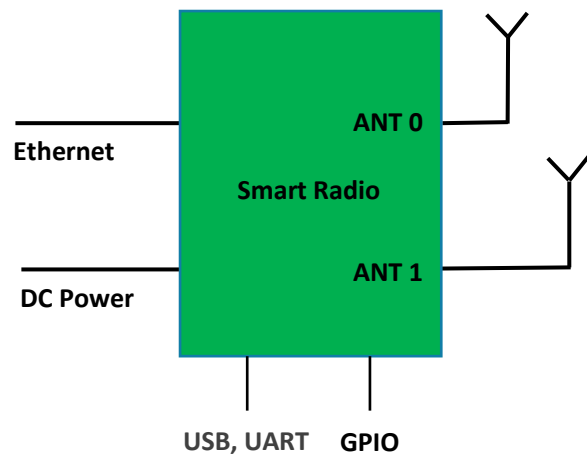 ANT 0
Ethernet
Smart Radio
ANT 1
DC Power
USB, UART GPIO